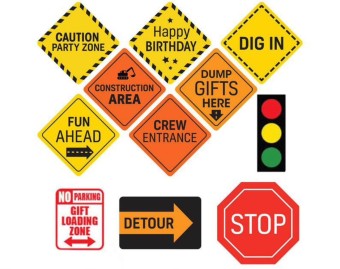 CAUTION
PARTY ZONE
Happy
BIRTHDAY
DIG IN
CONSTRUCTION
AREA
DUMP
GIFTS
HERE
FUN
AHEAD
CREW
ENTRANCE
NO PARKING
GIFT
LOADING
ZONE
DETOUR
STOP